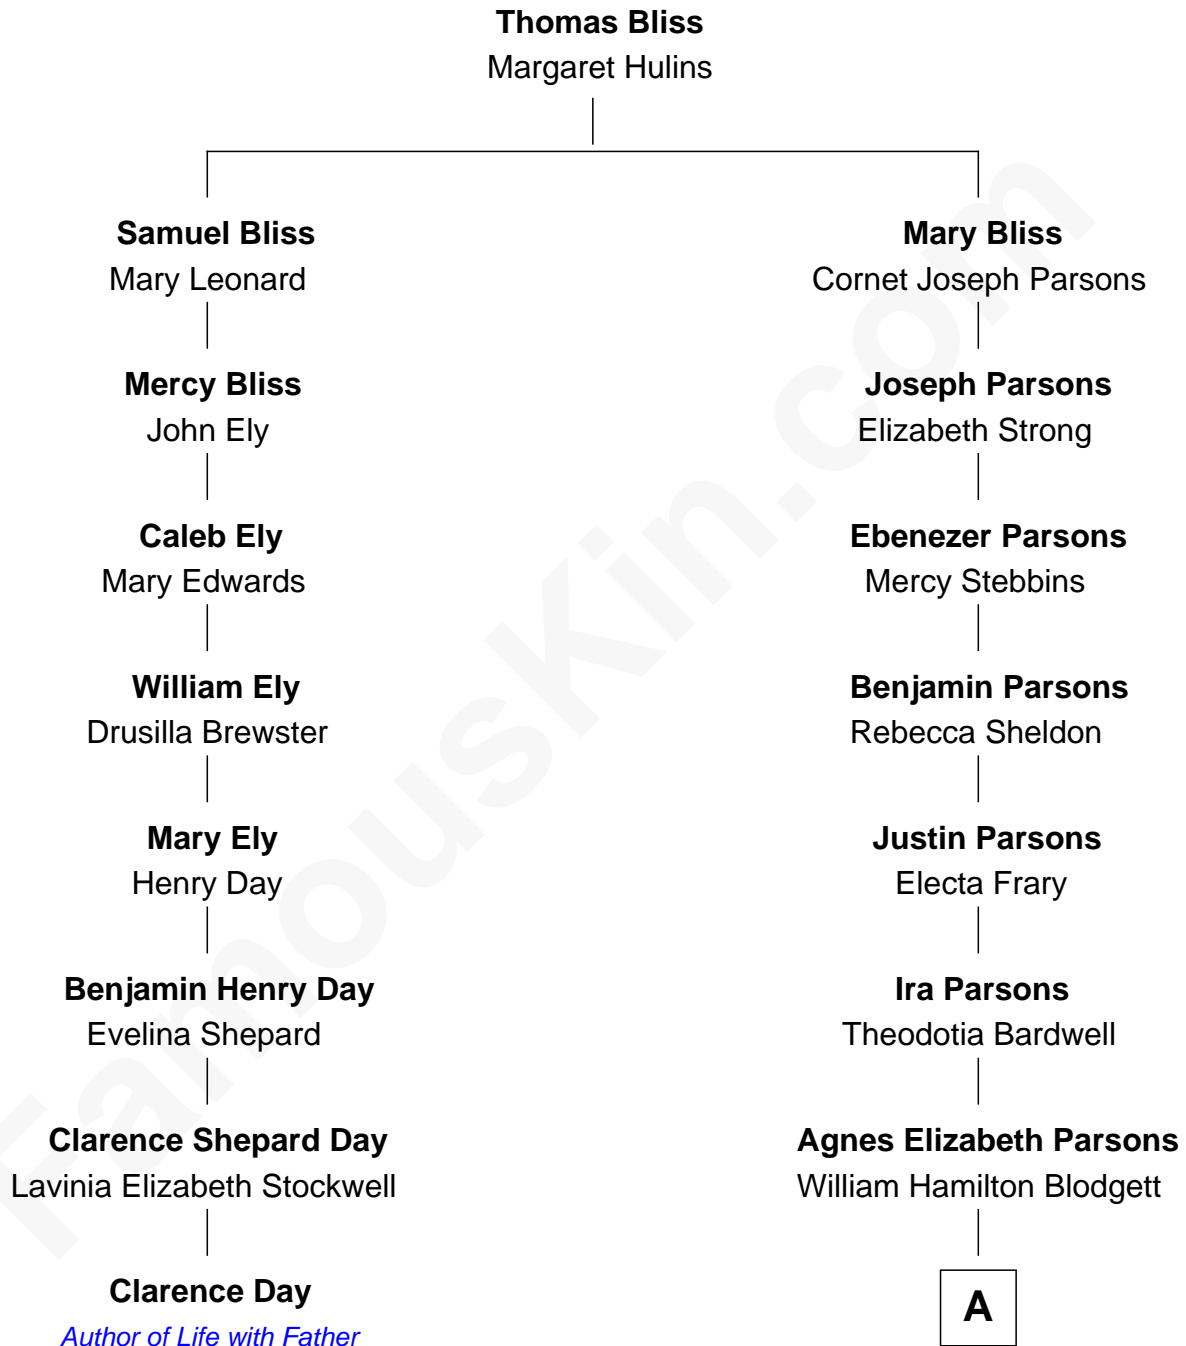 Thomas Bliss
Margaret Hulins
Samuel Bliss
Mary Leonard
Mercy Bliss
John Ely
Caleb Ely
Mary Edwards
William Ely
Drusilla Brewster
Mary Ely
Henry Day
Benjamin Henry Day
Evelina Shepard
Clarence Shepard Day
Lavinia Elizabeth Stockwell
Clarence Day
Author of Life with Father
Mary Bliss
Cornet Joseph Parsons
Joseph Parsons
Elizabeth Strong
Ebenezer Parsons
Mercy Stebbins
Benjamin Parsons
Rebecca Sheldon
Justin Parsons
Electa Frary
Ira Parsons
Theodotia Bardwell
Agnes Elizabeth Parsons
William Hamilton Blodgett
A
FamousKin.com